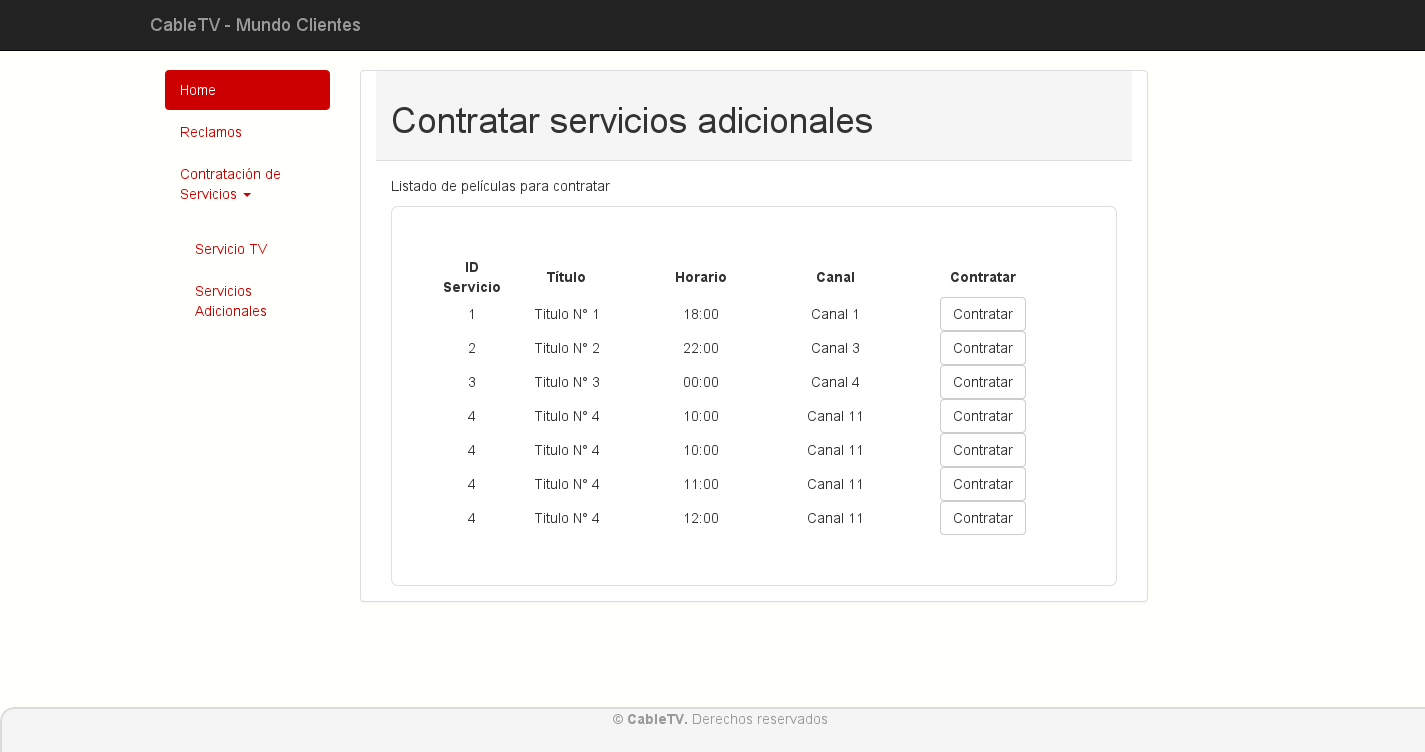 CableTV - Mundo Clientes
Home
Reclamos
Contratación de
Servicios
Servicio TV
Servicios
Adicionales
Contratar servicios adicionales
Listado de películas para contratar
ID Servicio Título Horario Canal Contratar
1 Titulo N° 1 18:00 Canal 1 Contratar
2 Titulo N° 2 22:00 Canal 3 Contratar
3 Titulo N° 3 00:00 Canal 4 Contratar
4 Titulo N° 4 10:00 Canal 11 Contratar
4 Titulo N° 4 10:00 Canal 11 Contratar
4 Titulo N° 4 11:00 Canal 11 Contratar
4 Titulo N° 4 12:00 Canal 11 Contratar
© CableTV. Derechos reservados